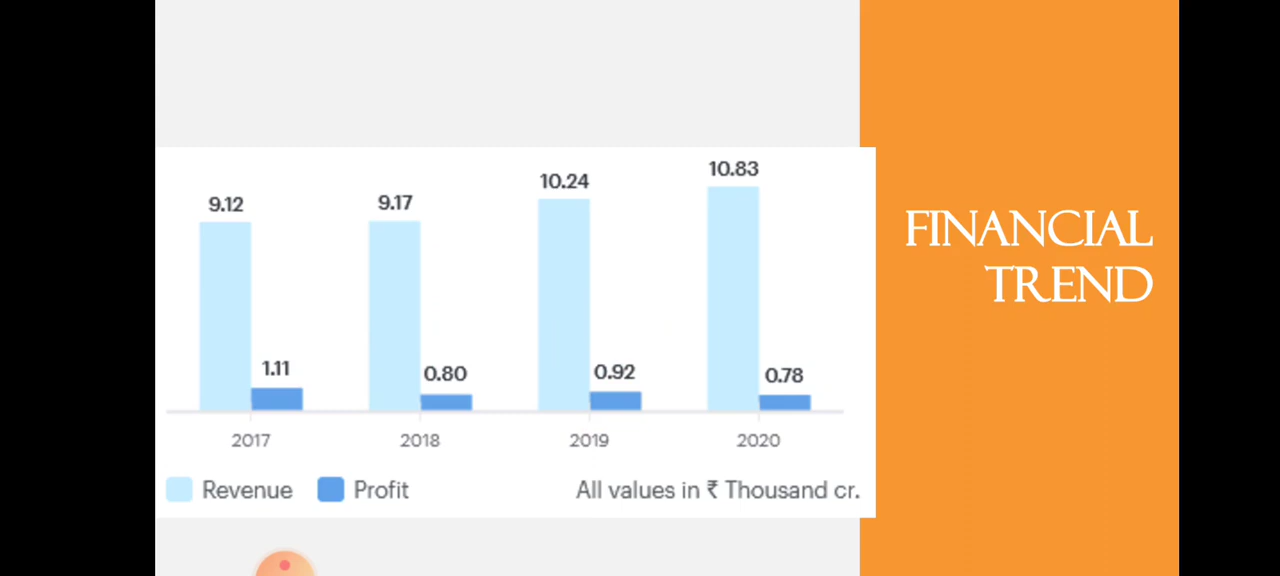 FINANCIAL
TREND
9.12 9.17 10.24 10.83
1.11 0.80 0.92 0.78
2017 2018 2019 2020
Revenue Profit All values in ₹ Thousand cr.